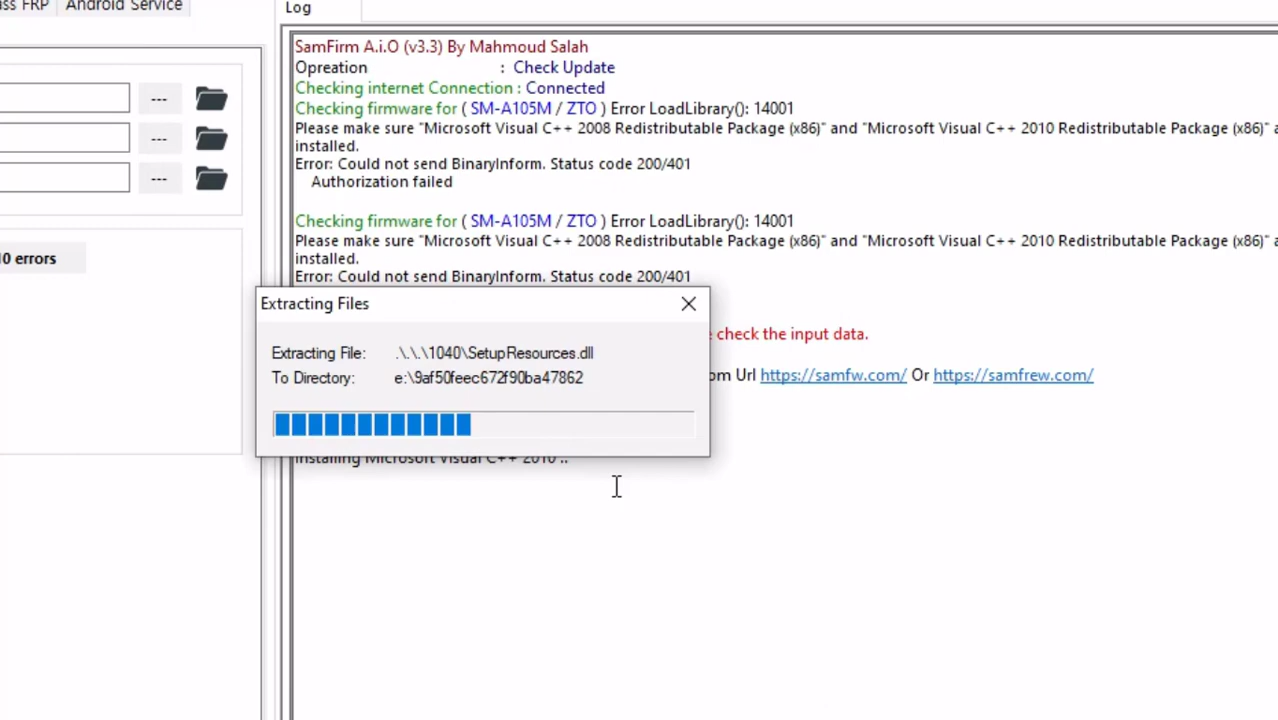 ss FRP
Android Service
Log
SamFirm A.i.O (v3.3) By Mahmoud Salah
Opreation : Check Update
Checking internet Connection : Connected
Checking firmware for ( SM-A105M / ZTO ) Error LoadLibrary(): 14001
Please make sure "Microsoft Visual C++ 2008 Redistributable Package (x86)" and "Microsoft Visual C++ 2010 Redistributable Package (x86)"
installed.
Error: Could not send BinaryInform. Status code 200/401
Authorization failed
Checking firmware for ( SM-A105M / ZTO ) Error LoadLibrary(): 14001
Please make sure "Microsoft Visual C++ 2008 Redistributable Package (x86)" and "Microsoft Visual C++ 2010 Redistributable Package (x86)"
installed.
Error: Could not send BinaryInform. Status code 200/401
check the input data.
om Url https://samfw.com/ Or https://samfrew.com/
Installing Microsoft Visual C++ 2010 ..
---
---
---
10 errors
Extracting Files
Extracting File: .\.\.\1040\SetupResources.dll
To Directory: e:\9af50feec672f90ba47862